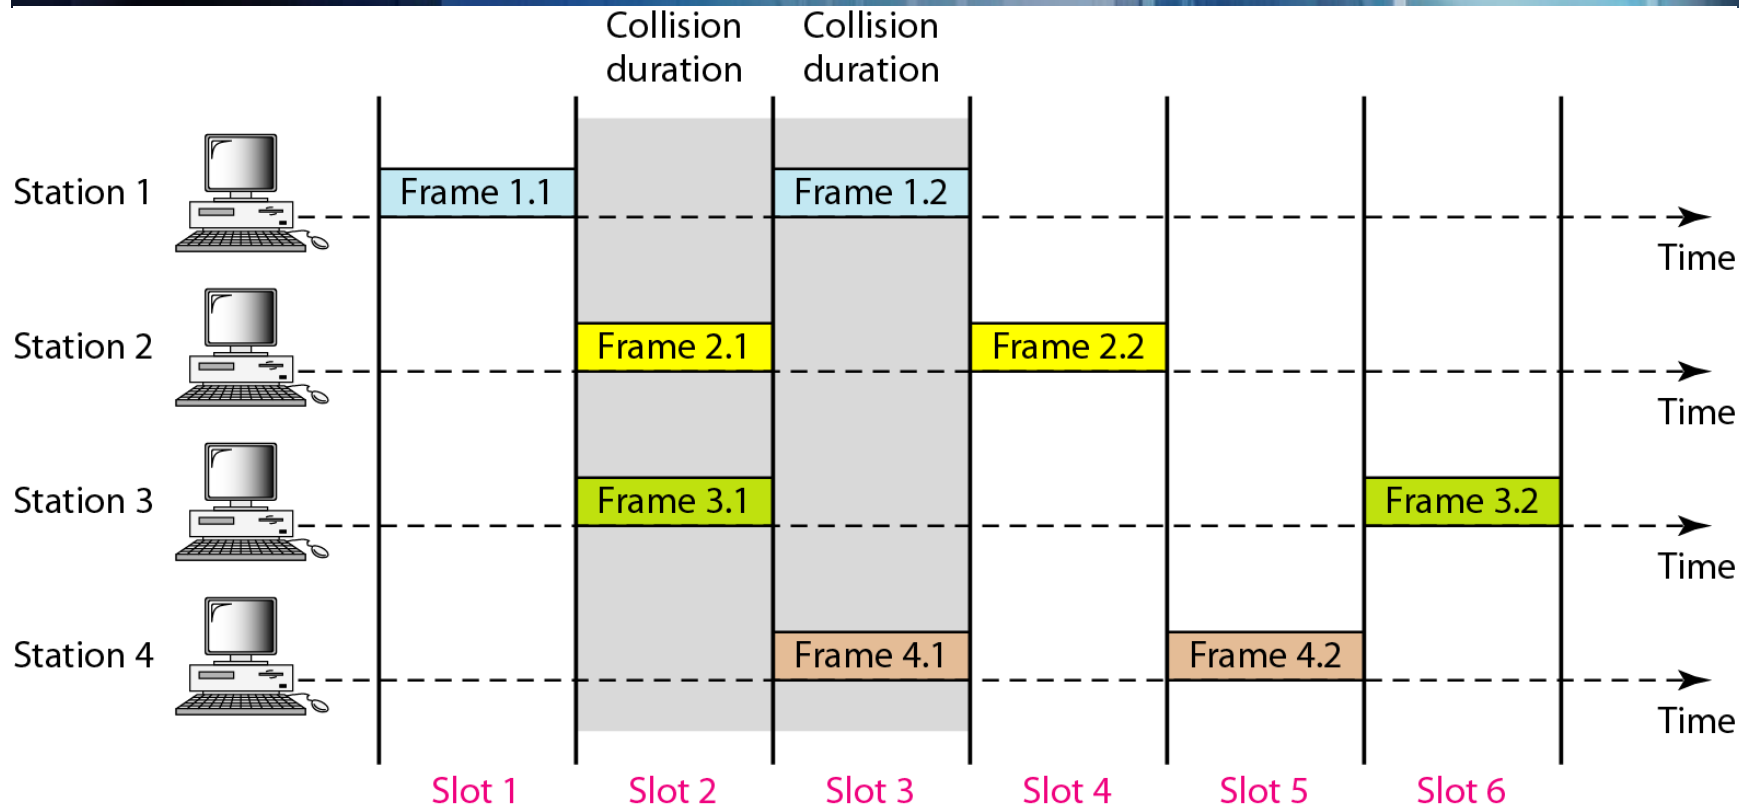 Collision Collision
duration duration
Station 1 Frame 1.1 Frame 1.2
Time
Station 2 Frame 2.1 Frame 2.2
Time
Station 3 Frame 3.1 Frame 3.2
Time
Station 4 Frame 4.1 Frame 4.2
Time
Slot 1 Slot 2 Slot 3 Slot 4 Slot 5 Slot 6